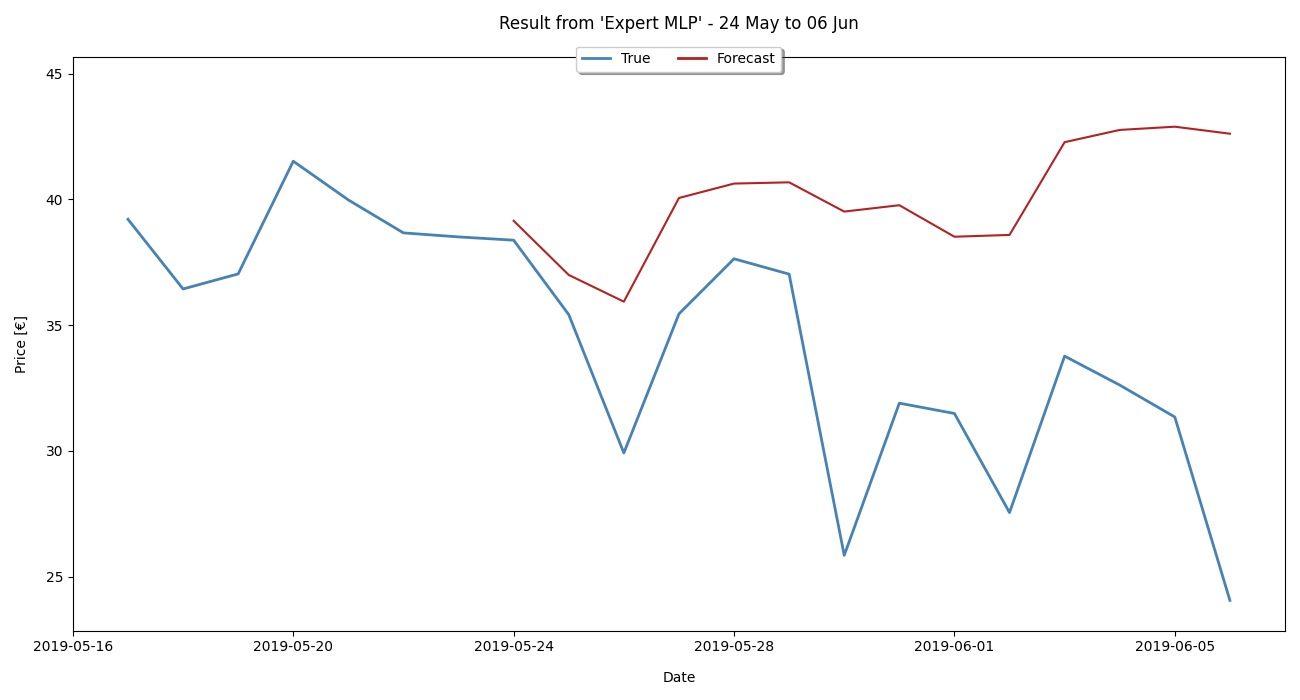 Result from 'Expert MLP' - 24 May to 06 Jun
True Forecast
45
40
35
30
25
Price [€]
2019-05-16 2019-05-20 2019-05-24 2019-05-28 2019-06-01 2019-06-05
Date